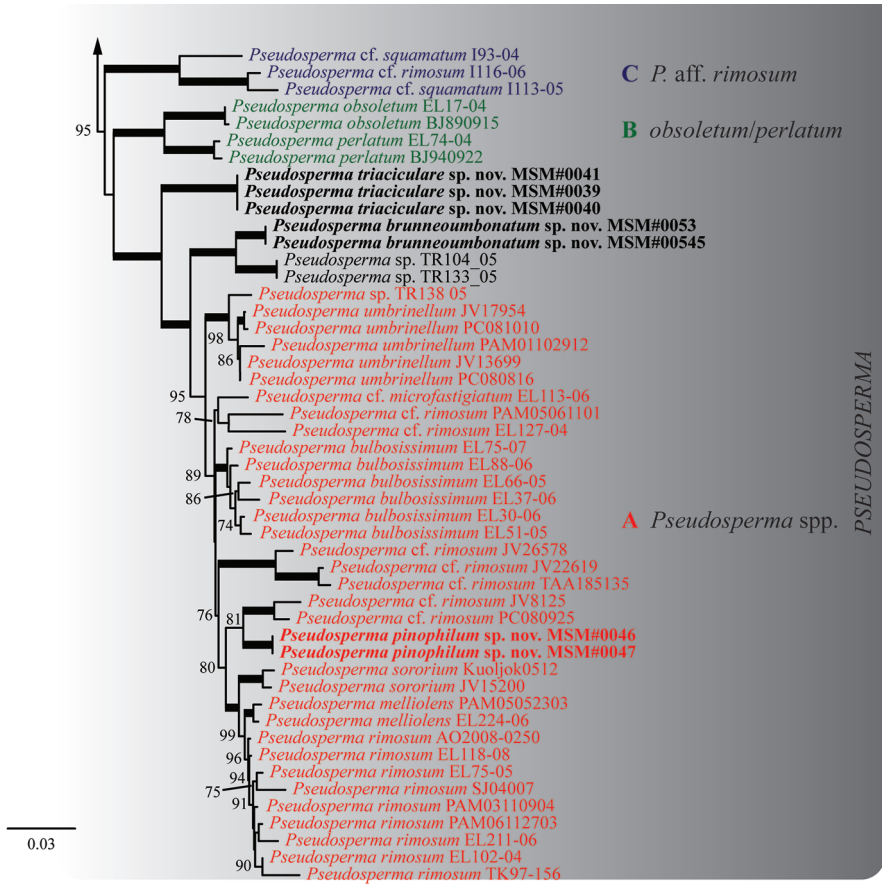 Pseudosperma cf. squamatum I93-04
Pseudosperma cf. rimosum I116-06
C P. aff. rimosum
Pseudosperma cf. squamatum I113-05
Pseudosperma obsoletum EL17-04
Pseudosperma obsoletum BJ890915
95
B obsoletum/perlatum
Pseudosperma perlatum EL74-04
Pseudosperma perlatum BJ940922
Pseudosperma triaciculare sp. nov. MSM#0041
Pseudosperma triaciculare sp. nov. MSM#0039
Pseudosperma triaciculare sp. nov. MSM#0040
Pseudosperma brunneoumbonatum sp. nov. MSM#0053
Pseudosperma brunneoumbonatum sp. nov. MSM#00545
Pseudosperma sp. TR104_05
Pseudosperma sp. TR133_05
Pseudosperma sp. TR138 05
Pseudosperma umbrinellum JV17954
Pseudosperma umbrinellum PC081010
98
Pseudosperma umbrinellum PAM01102912
86
Pseudosperma umbrinellum JV13699
Pseudosperma umbrinellum PC080816
95
Pseudosperma cf. microfastigiatum EL113-06
78
Pseudosperma cf. rimosum PAM05061101
Pseudosperma cf. rimosum EL127-04
PSEUDOSPERMA
Pseudosperma bulbosissimum EL75-07
Pseudosperma bulbosissimum EL88-06
89
Pseudosperma bulbosissimum EL66-05
86
Pseudosperma bulbosissimum EL37-06
74
Pseudosperma bulbosissimum EL30-06
A Pseudosperma spp.
Pseudosperma bulbosissimum EL51-05
Pseudosperma cf. rimosum JV26578
Pseudosperma cf. rimosum JV22619
Pseudosperma cf. rimosum TAA185135
76
Pseudosperma cf. rimosum JV8125
81
Pseudosperma cf. rimosum PC080925
Pseudosperma pinophilum sp. nov. MSM#0046
Pseudosperma pinophilum sp. nov. MSM#0047
80
Pseudosperma sororium Kuoljok0512
Pseudosperma sororium JV15200
Pseudosperma melliolens PAM05052303
Pseudosperma melliolens EL224-06
99
Pseudosperma rimosum AO2008-0250
96
Pseudosperma rimosum EL118-08
94
Pseudosperma rimosum EL75-05
75
Pseudosperma rimosum SJ04007
91
Pseudosperma rimosum PAM03110904
Pseudosperma rimosum PAM06112703
0.03
Pseudosperma rimosum EL211-06
90
Pseudosperma rimosum EL102-04
Pseudosperma rimosum TK97-156